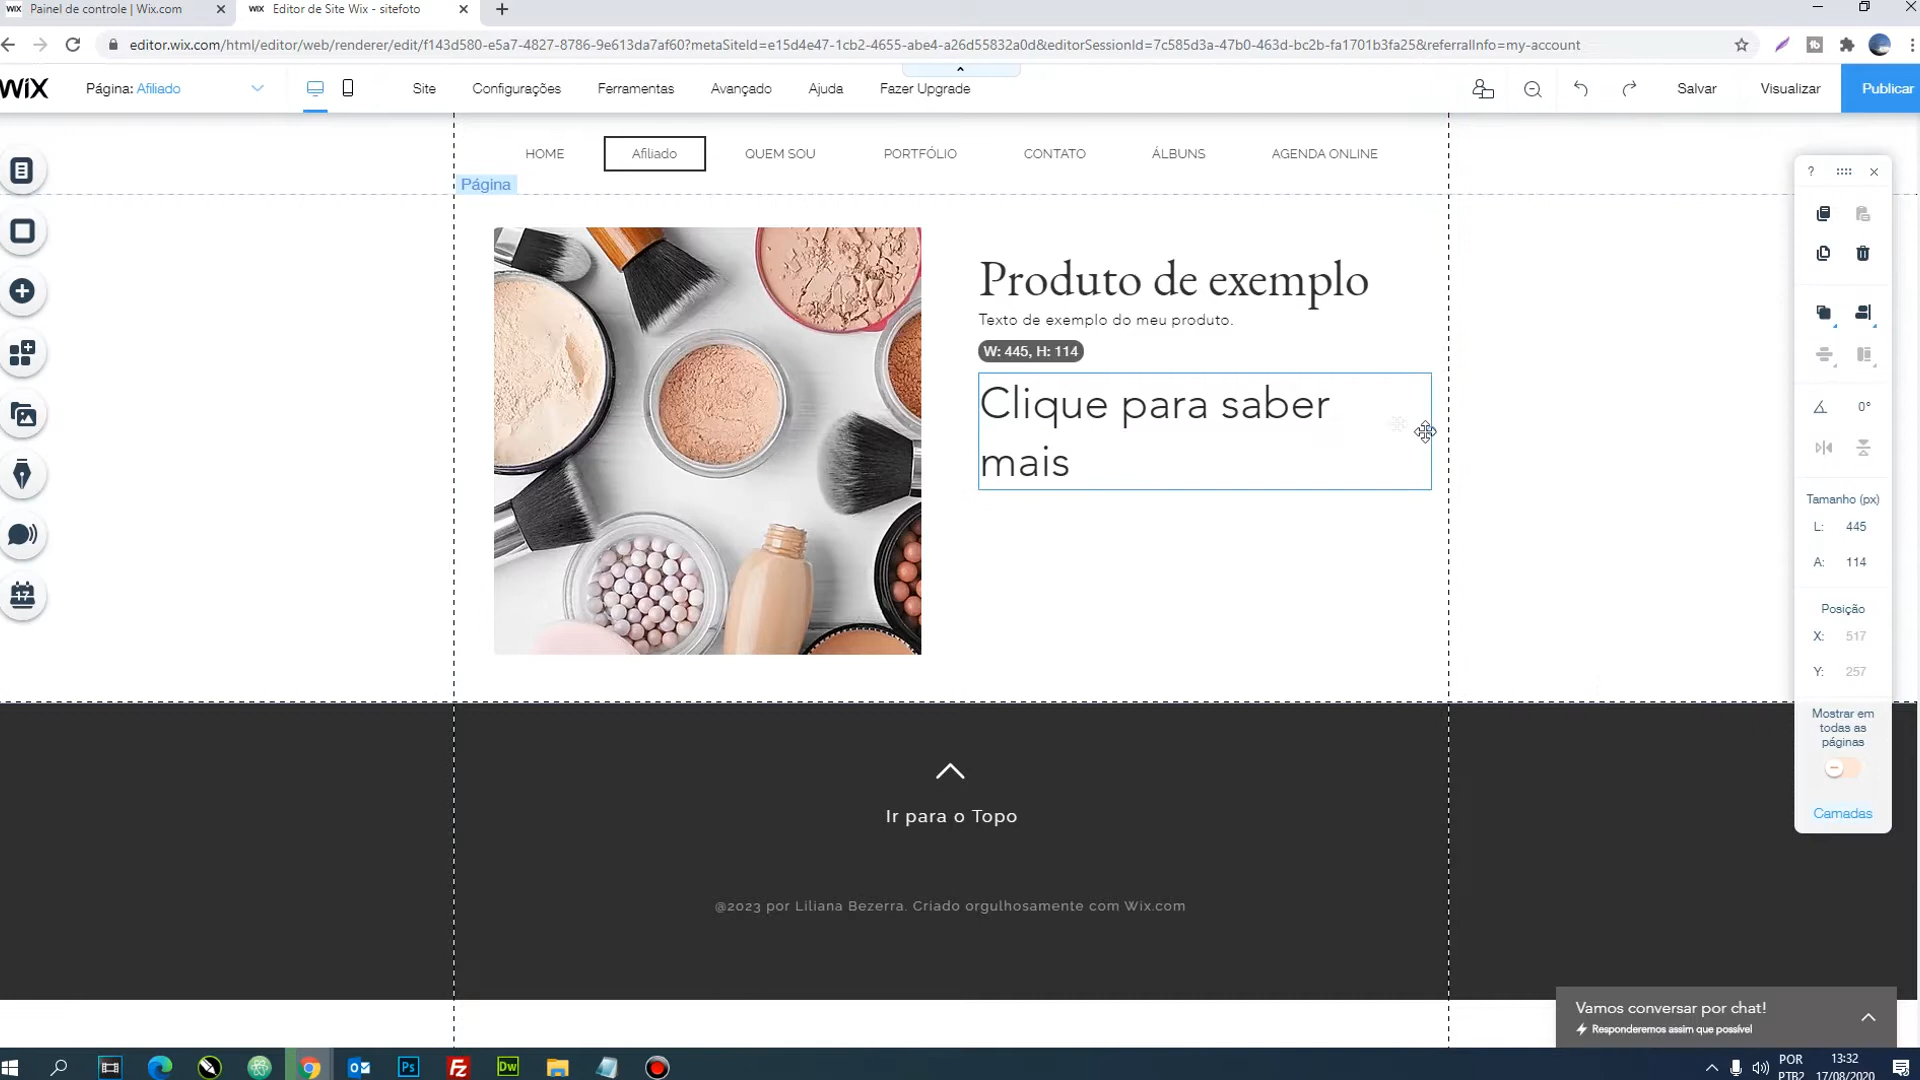 WIX Painel de controle | Wix.com
WIX Editor de Site Wix - sitefoto
editor.wix.com/html/editor/web/renderer/edit/f143d580-e5a7-4827-8786-9e613da7af60?metaSiteId=e15d4e47-1cb2-4655-abe4-a26d55832a0d&editorSessionId=7c585d3a-47b0-463d-bc2b-fa1701b3fa25&referralInfo=my-account
WiX Página: Afiliado Site Configurações Ferramentas Avançado Ajuda Fazer Upgrade Salvar Visualizar Publicar
HOME Afiliado QUEM SOU PORTFÓLIO CONTATO ÁLBUNS AGENDA ONLINE
Página
Produto de exemplo
Texto de exemplo do meu produto.
W: 445, H: 114
Clique para saber
mais
?
0°
Tamanho (px)
L: 445
A: 114
Posição
X: 517
Y: 257
Mostrar em
todas as
páginas
Camadas
17
Ir para o Topo
@2023 por Liliana Bezerra. Criado orgulhosamente com Wix.com
Vamos conversar por chat!
Responderemos assim que possível
Ps
Fz
Dw
POR
PTB2
13:32
17/08/2020